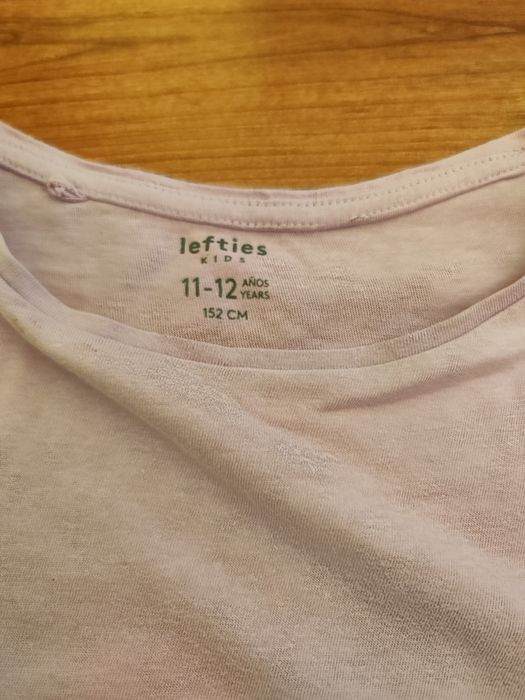 lefties
KIDS
11-12 AÑOS
YEARS
152 CM